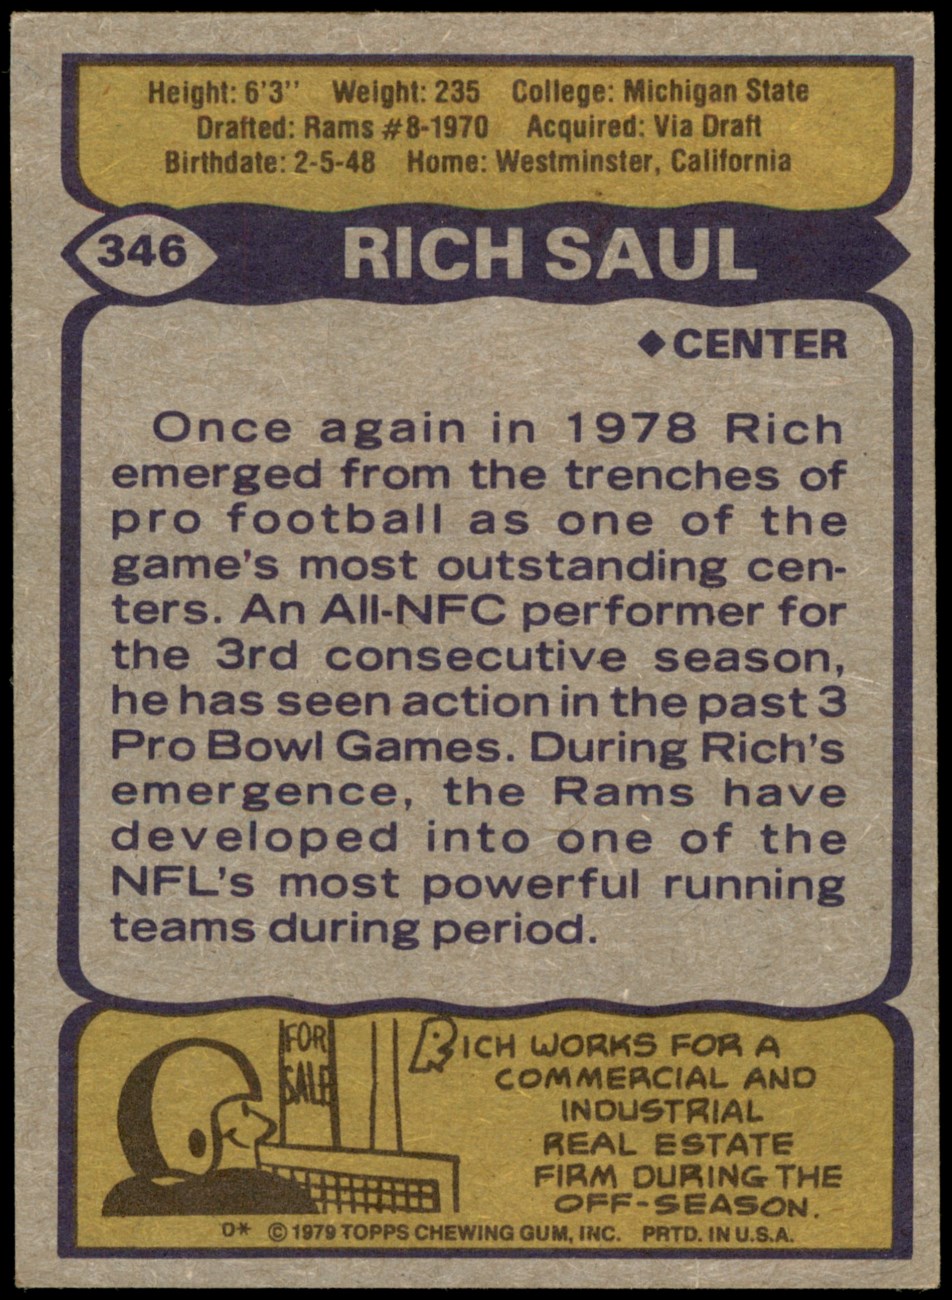 Height: 6'3'' Weight: 235 College: Michigan State
Drafted: Rams #8-1970 Acquired: Via Draft
Birthdate: 2-5-48 Home: Westminster, California
346 RICH SAUL
◆CENTER
Once again in 1978 Rich
emerged from the trenches of
pro football as one of the
game's most outstanding cen-
ters. An All-NFC performer for
the 3rd consecutive season,
he has seen action in the past 3
Pro Bowl Games. During Rich's
emergence, the Rams have
developed into one of the
NFL's most powerful running
teams during period.
FOR
SALE
RICH WORKS FOR A
COMMERCIAL AND
INDUSTRIAL
REAL ESTATE
FIRM DURING THE
OFF-SEASON.
D* © 1979 TOPPS CHEWING GUM, INC. PRTD. IN U.S.A.